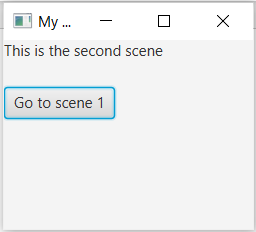 My ...
This is the second scene
Go to scene 1